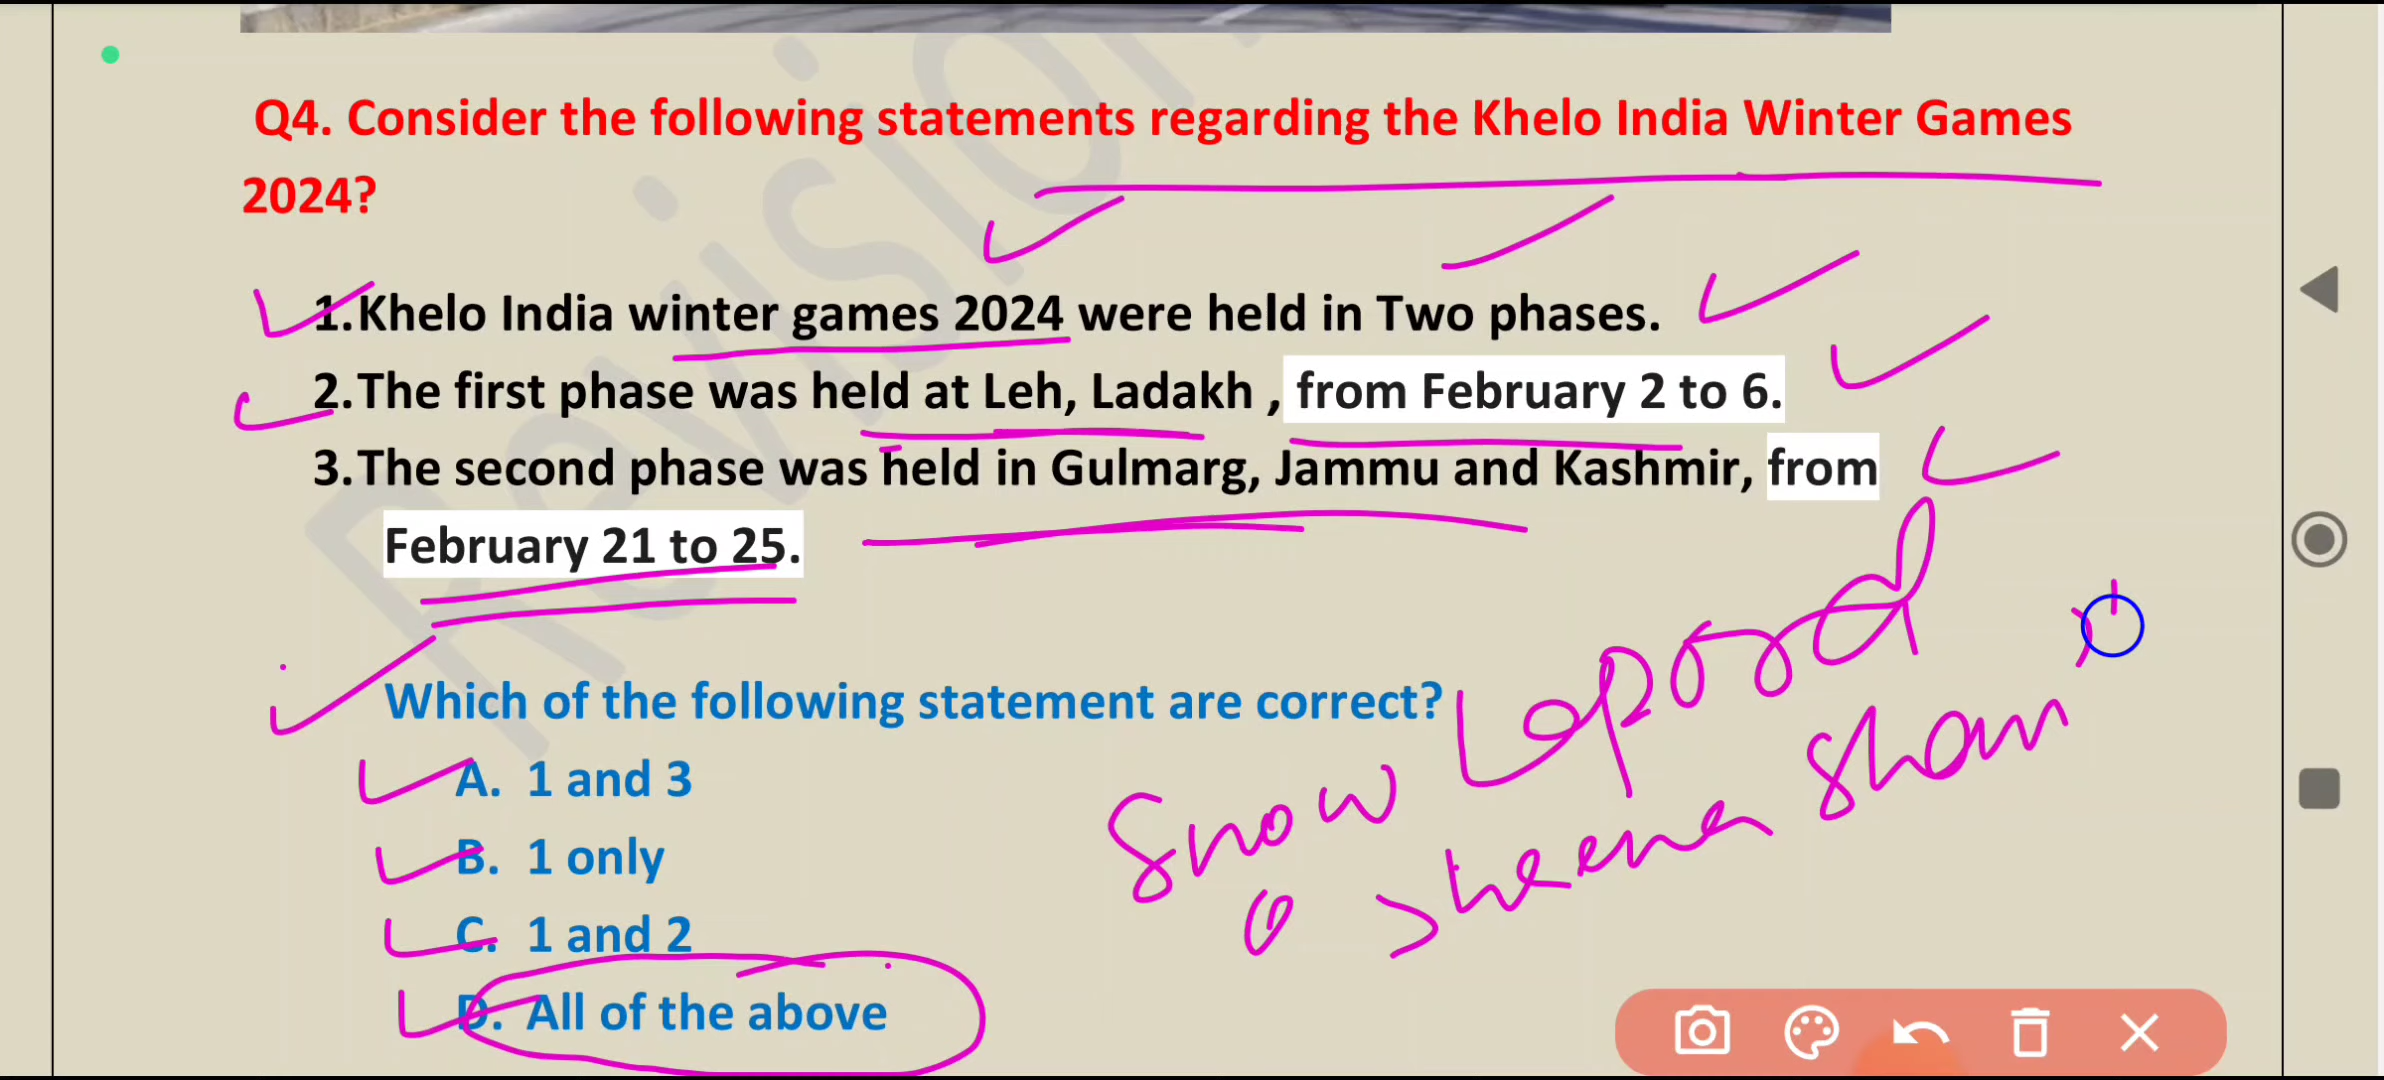 Q4. Consider the following statements regarding the Khelo India Winter Games
2024?
1.Khelo India winter games 2024 were held in Two phases.
2.The first phase was held at Leh, Ladakh , from February 2 to 6.
3.The second phase was held in Gulmarg, Jammu and Kashmir, from
February 21 to 25.
Which of the following statement are correct?
A. 1 and 3
B. 1 only
C. 1 and 2
D. All of the above
Snow Lepord
Sheena
Revision